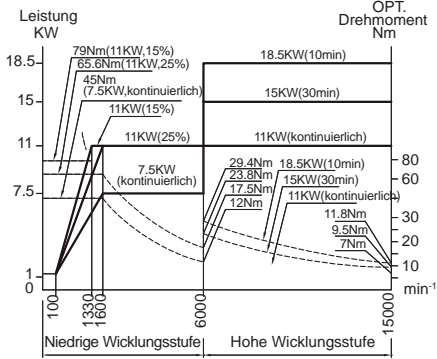 Leistung
KW
OPT.
Drehmoment
Nm
79Nm(11KW,15%)
65.6Nm(11KW,25%)
45Nm
(7.5KW,kontinuierlich)
11KW(15%)
11KW(25%)
7.5KW
(kontinuierlich)
18.5KW(10min)
15KW(30min)
11KW(kontinuierlich)
29.4Nm
23.8Nm
17.5Nm
12Nm
18.5KW(10min)
15KW(30min)
11KW(kontinuierlich)
11.8Nm
9.5Nm
7Nm
18.5
15
11
7.5
1
0
80
60
30
20
10
0
min-1
100
1330
1600
6000
15000
Niedrige Wicklungsstufe
Hohe Wicklungsstufe